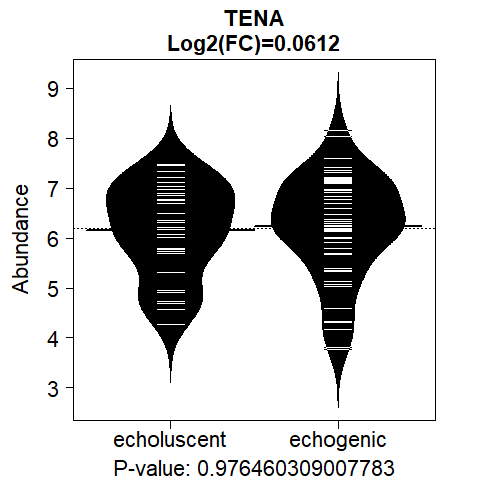 TENA
Log2(FC)=0.0612
9
8
7
6
5
4
3
Abundance
echoluscent echogenic
P-value: 0.976460309007783